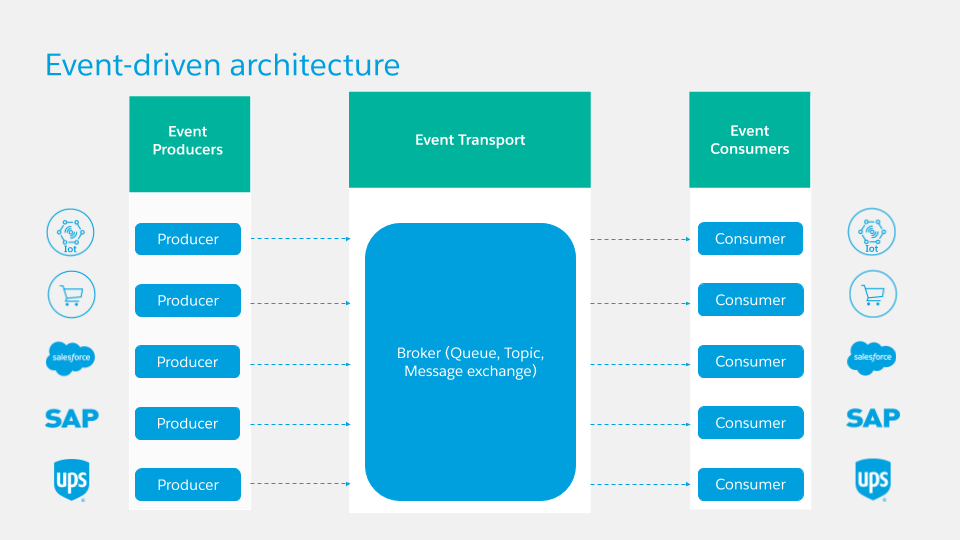 Event-driven architecture
Event
Producers
Event Transport
Event
Consumers
Iot
Producer
Consumer
Iot
Producer
Consumer
salesforce
Producer
Broker (Queue, Topic,
Message exchange)
Consumer
salesforce
SAP
Producer
Consumer
SAP
ups
Producer
Consumer
ups